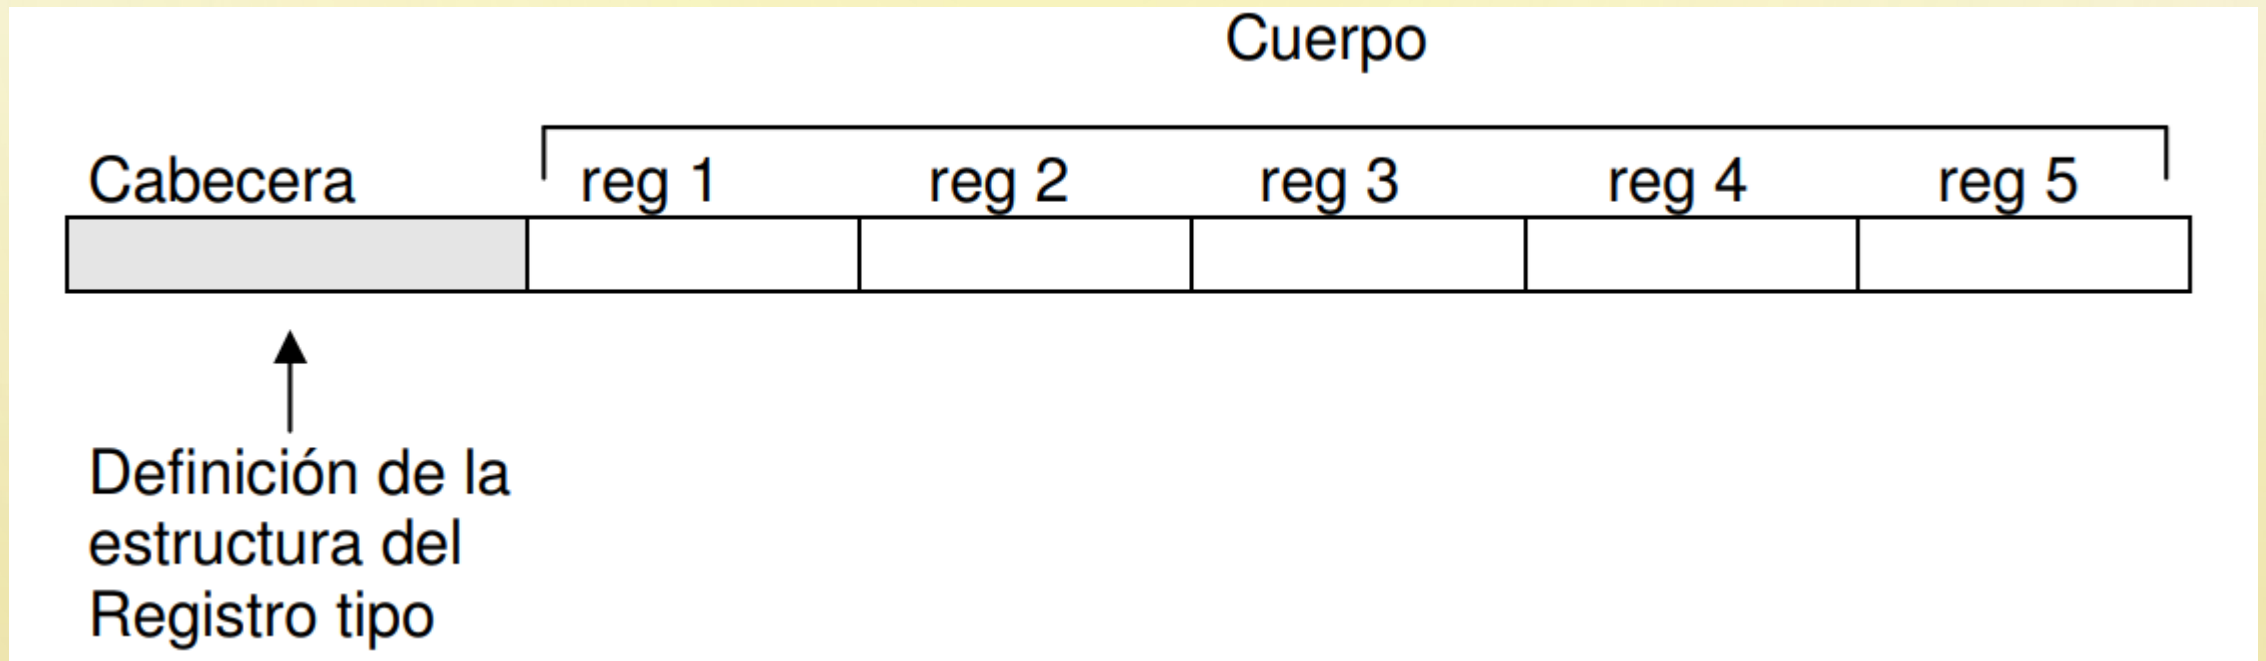 Cuerpo
Cabecera reg 1 reg 2 reg 3 reg 4 reg 5
Definición de la
estructura del
Registro tipo